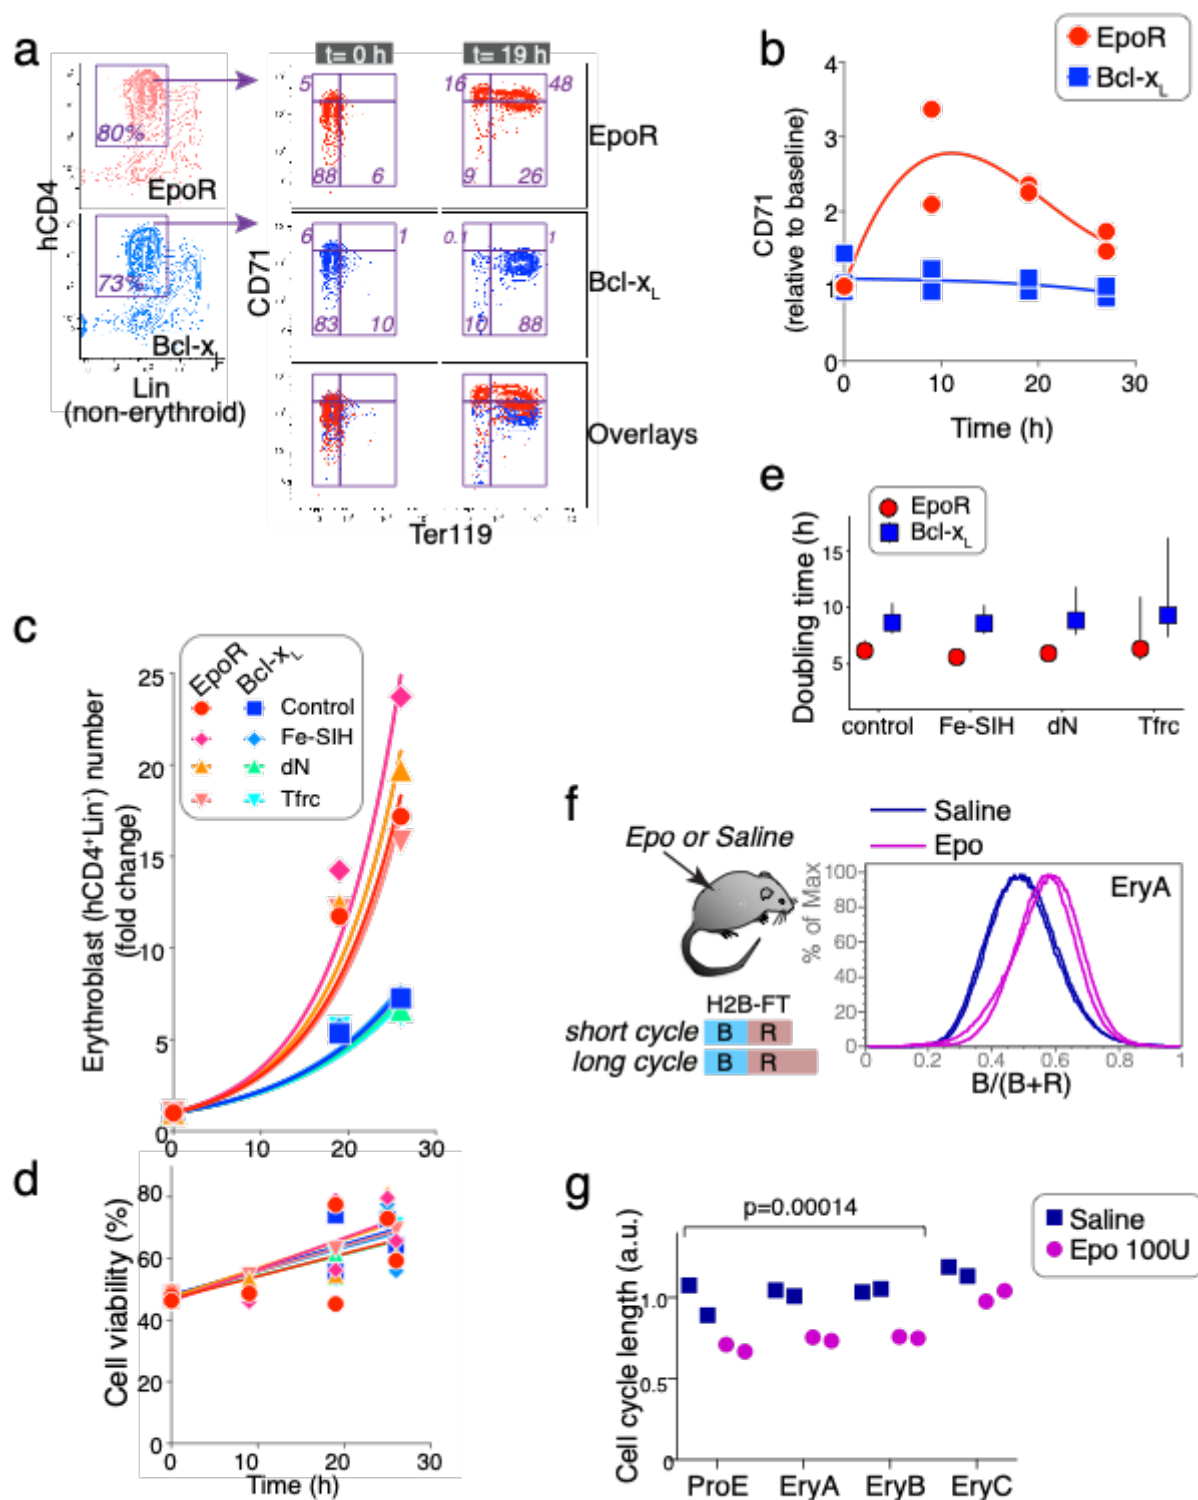 a
t= 0 h
t= 19 h
hCD4
80%
EpoR
73%
Bcl-xL
Lin
(non-erythroid)
CD71
5
88
6
16
48
9
26
EpoR
6
1
83
10
0.1
1
10
88
Bcl-xL
Overlays
Ter119
b
EpoR
Bcl-xL
CD71
(relative to baseline)
4
3
2
1
0
0
10
20
30
Time (h)
c
EpoR
Bcl-xL
Control
Fe-SIH
dN
Tfrc
Erythroblast (hCD4+Lin-) number
(fold change)
25
20
15
10
5
0
0
10
20
30
d
Cell viability (%)
80
60
40
20
0
0
10
20
30
Time (h)
e
EpoR
Bcl-xL
Doubling time (h)
15
10
5
control
Fe-SIH
dN
Tfrc
f
Epo or Saline
H2B-FT
short cycle
B
R
long cycle
B
R
Saline
Epo
EryA
% of Max
100
80
60
40
20
0
0
0.2
0.4
0.6
0.8
1
B/(B+R)
g
p=0.00014
Saline
Epo 100U
Cell cycle length (a.u.)
1.0
0.5
0
ProE
EryA
EryB
EryC